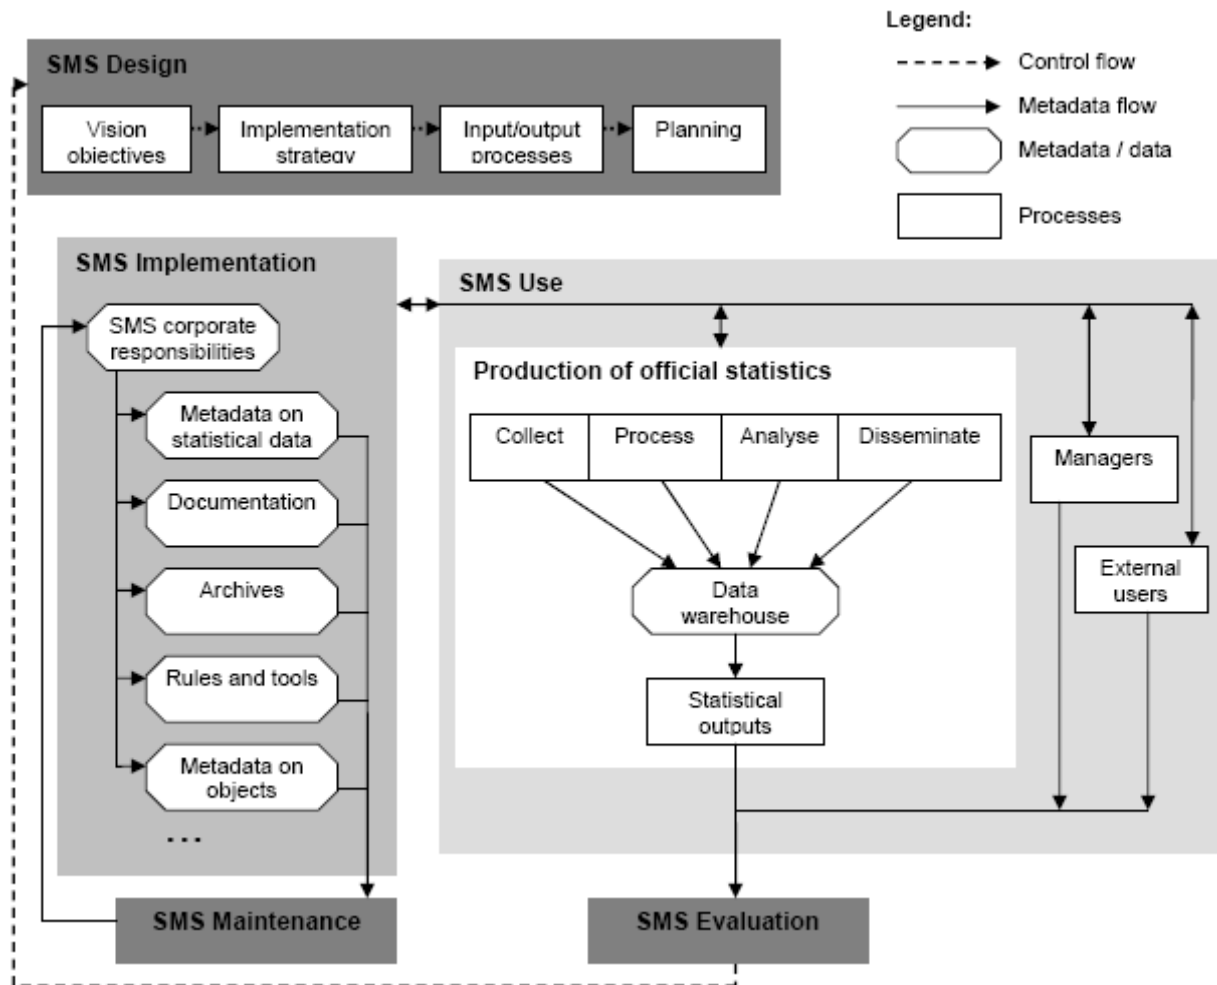 Legend:
Control flow
Metadata flow
Metadata / data
Processes
SMS Design
Vision
objectives
Implementation
strategy
Input/output
processes
Planning
SMS Implementation
SMS corporate
responsibilities
Metadata on
statistical data
Documentation
Archives
Rules and tools
Metadata on
objects
...
SMS Use
Production of official statistics
Collect
Process
Analyse
Disseminate
Data
warehouse
Statistical
outputs
Managers
External
users
SMS Maintenance
SMS Evaluation